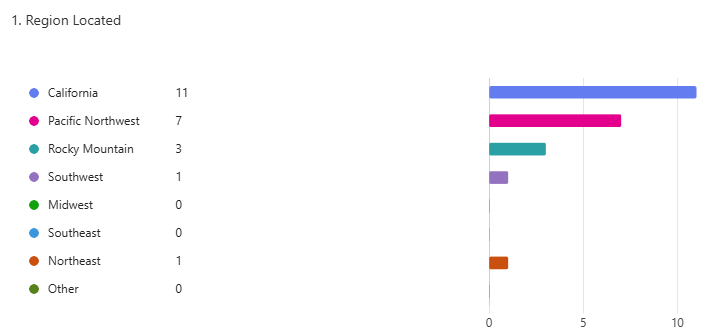 1. Region Located
California 11
Pacific Northwest 7
Rocky Mountain 3
Southwest 1
Midwest 0
Southeast 0
Northeast 1
Other 0
0 5 10